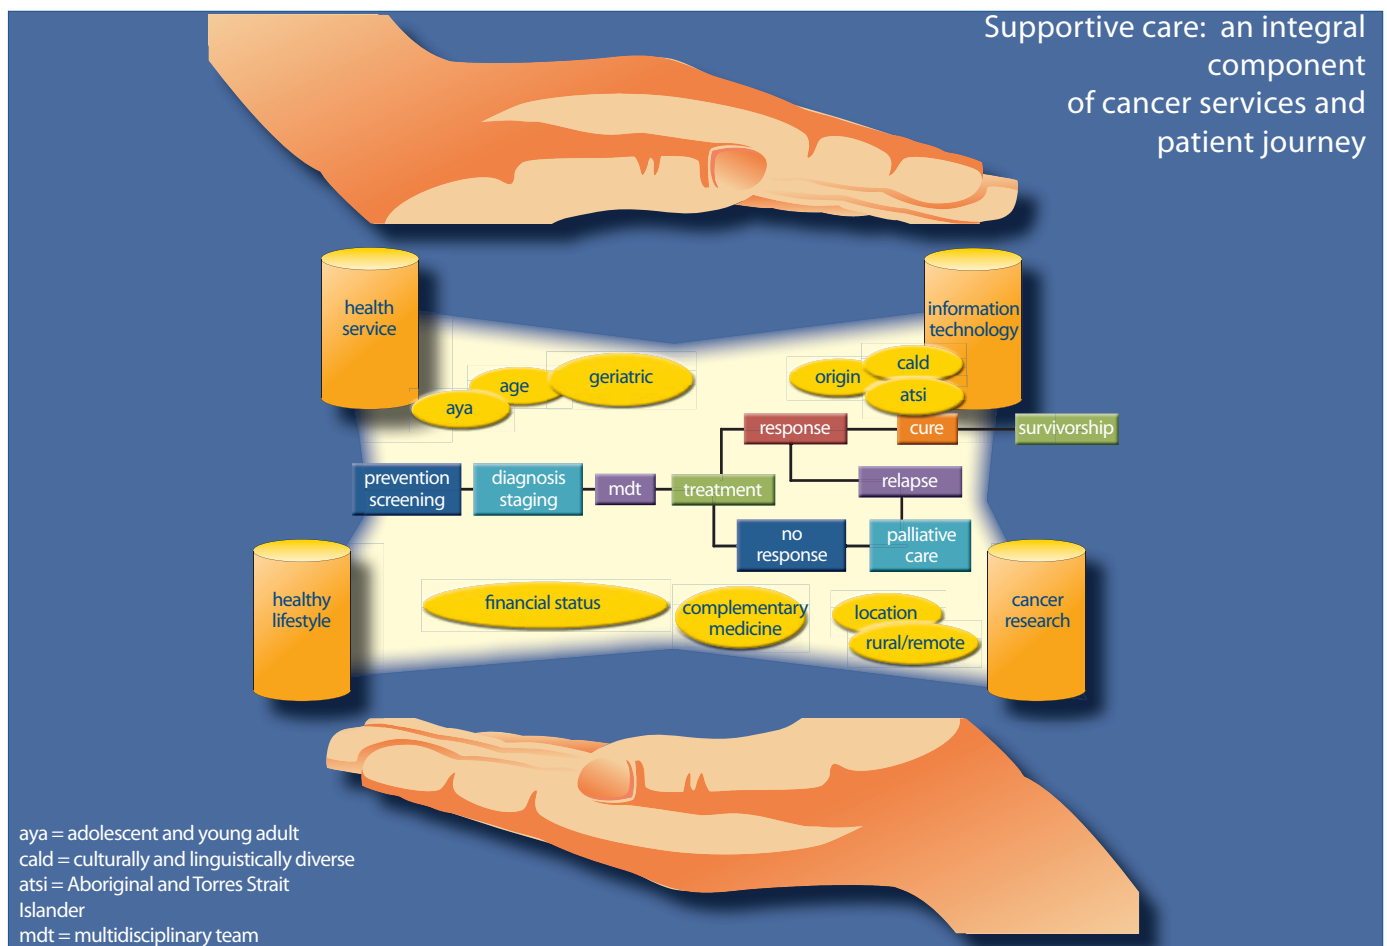 Supportive care: an integral
component
of cancer services and
patient journey
health
service
information
technology
aya
age
geriatric
origin
cald
atsi
response
cure
survivorship
prevention
screening
diagnosis
staging
mdt
treatment
relapse
no
response
palliative
care
healthy
lifestyle
financial status
complementary
medicine
location
rural/remote
cancer
research
aya = adolescent and young adult
cald = culturally and linguistically diverse
atsi = Aboriginal and Torres Strait
Islander
mdt = multidisciplinary team